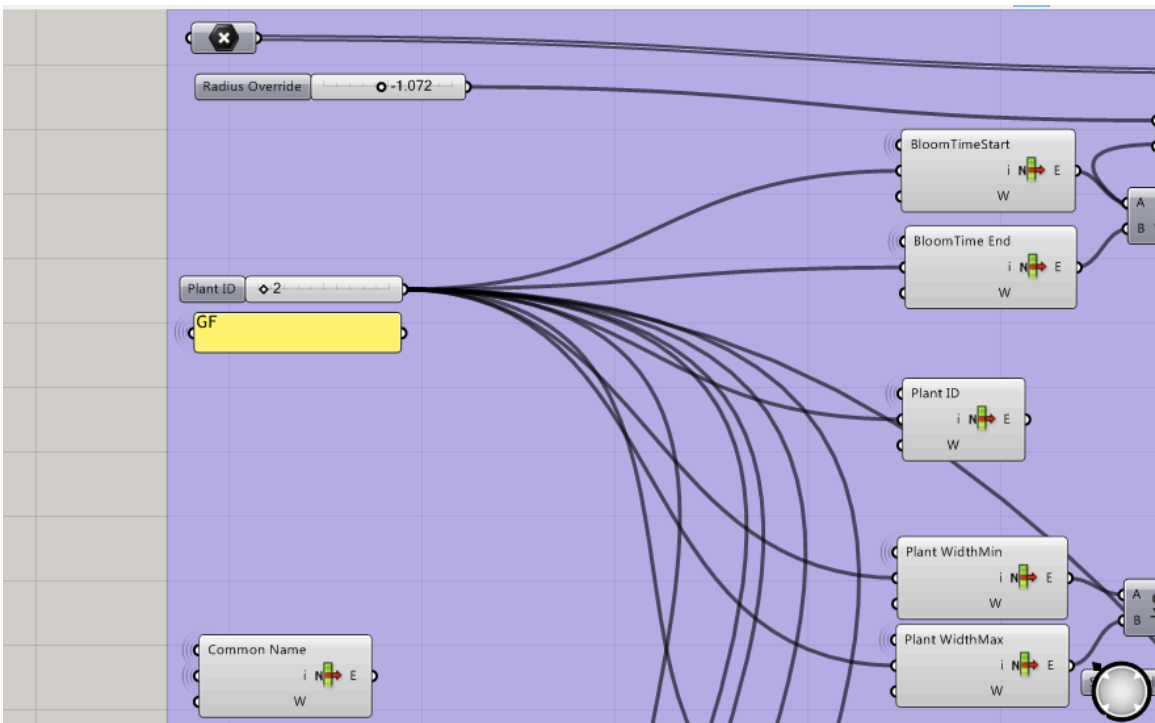 Radius Override -1.072
BloomTimeStart
i N E
W
A
B
BloomTime End
i N E
W
Plant ID 2
GF
Plant ID
i N E
W
Plant WidthMin
i N E
W
A
B
Plant WidthMax
i N E
W
Common Name
i N E
W